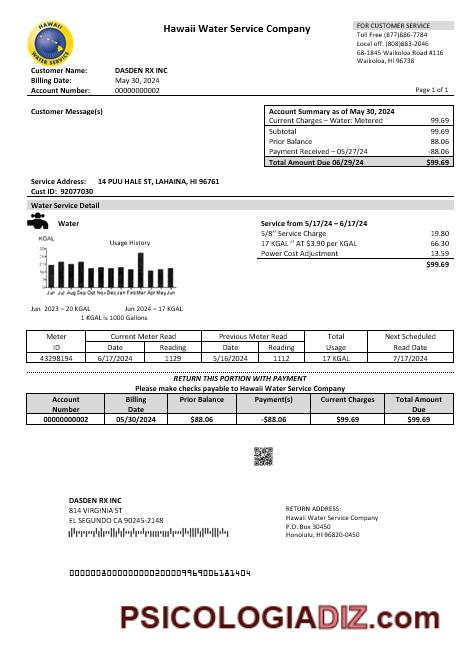 HAWAII
WATER SERVICE
Hawaii Water Service Company
FOR CUSTOMER SERVICE
Toll Free (877)886-7784
Local off. (808)883-2046
68-1845 Waikoloa Road #116
Waikoloa, HI 96738
Customer Name: DASDEN RX INC
Billing Date: May 30, 2024
Account Number: 00000000002
Page 1 of 1
Customer Message(s)
Account Summary as of May 30, 2024
Current Charges – Water: Metered 99.69
Subtotal 99.69
Prior Balance 88.06
Payment Received – 05/27/24 -88.06
Total Amount Due 06/29/24 $99.69
Service Address: 14 PUU HALE ST, LAHAINA, HI 96761
Cust ID: 92077030
Water Service Detail
Water
KGAL
Usage History
Jun Jul Aug Sep Oct Nov Dec Jan Feb Mar Apr May Jun
Jun 2023 – 20 KGAL Jun 2024 – 17 KGAL
1 KGAL is 1000 Gallons
Service from 5/17/24 – 6/17/24
5/8” Service Charge 19.80
17 KGAL “ AT $3.90 per KGAL 66.30
Power Cost Adjustment 13.59
$99.69
Meter Current Meter Read Previous Meter Read Total Next Scheduled
ID Date Reading Date Reading Usage Read Date
43298194 6/17/2024 1129 5/16/2024 1112 17 KGAL 7/17/2024
RETURN THIS PORTION WITH PAYMENT
Please make checks payable to Hawaii Water Service Company
Account Billing Prior Balance Payment(s) Current Charges Total Amount
Number Date Due
00000000002 05/30/2024 $88.06 -$88.06 $99.69 $99.69
DASDEN RX INC
814 VIRGINIA ST
EL SEGUNDO CA 90245-2148
RETURN ADDRESS:
Hawaii Water Service Company
P.O. Box 30450
Honolulu, HI 96820-0450
PSICOLOGIADIZ.com